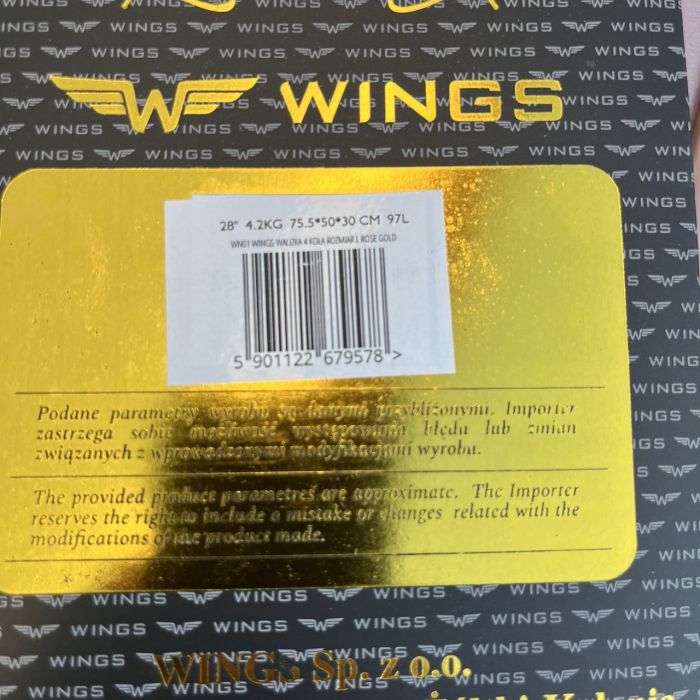 WINGS
28" 4.2KG 75.5*50*30 CM 97L
WN01 WINGS WALIZKA 4 KOŁA ROZMIAR L ROSE GOLD
5 901122 679578 >
Podane parametry wyrobu są danymi przybliżonymi. Importer
zastrzega sobie możliwość występowania błędu lub zmian
związanych z wprowadzonymi modyfikacjami wyrobu.
The provided product parametres are approximate. The Importer
reserves the right to include a mistake or changes related with the
modifications of the product made.
WINGS Sp. z o.o.